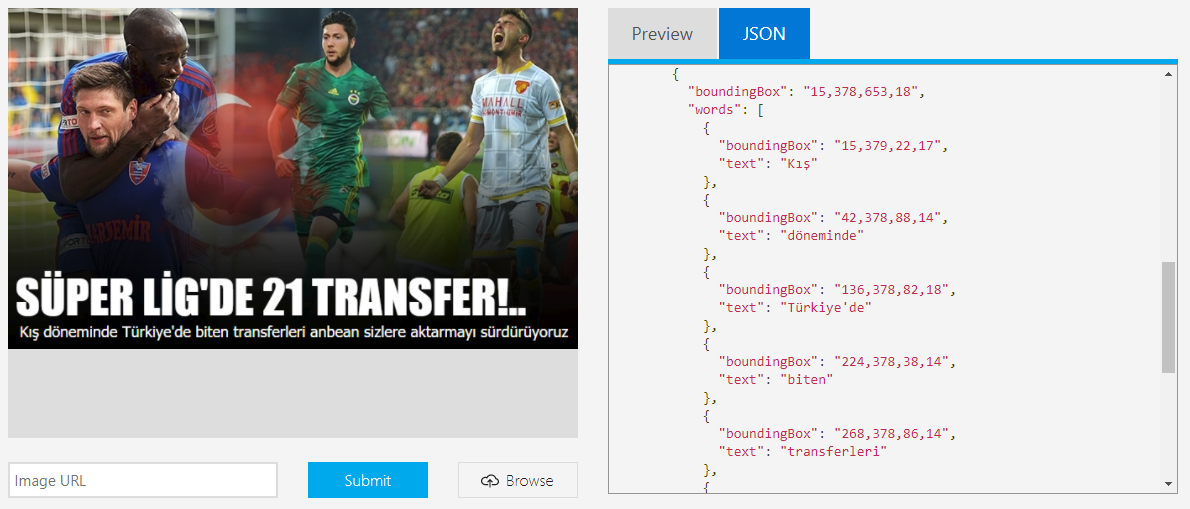 MAHALL
ARDEMİR
SÜPER LİG'DE 21 TRANSFER!..
Kış döneminde Türkiye'de biten transferleri anbean sizlere aktarmayı sürdürüyoruz
Image URL
Submit
Browse
Preview
JSON
{
"boundingBox": "15,378,653,18",
"words": [
{
"boundingBox": "15,379,22,17",
"text": "Kış"
},
{
"boundingBox": "42,378,88,14",
"text": "döneminde"
},
{
"boundingBox": "136,378,82,18",
"text": "Türkiye'de"
},
{
"boundingBox": "224,378,38,14",
"text": "biten"
},
{
"boundingBox": "268,378,86,14",
"text": "transferleri"
},
{